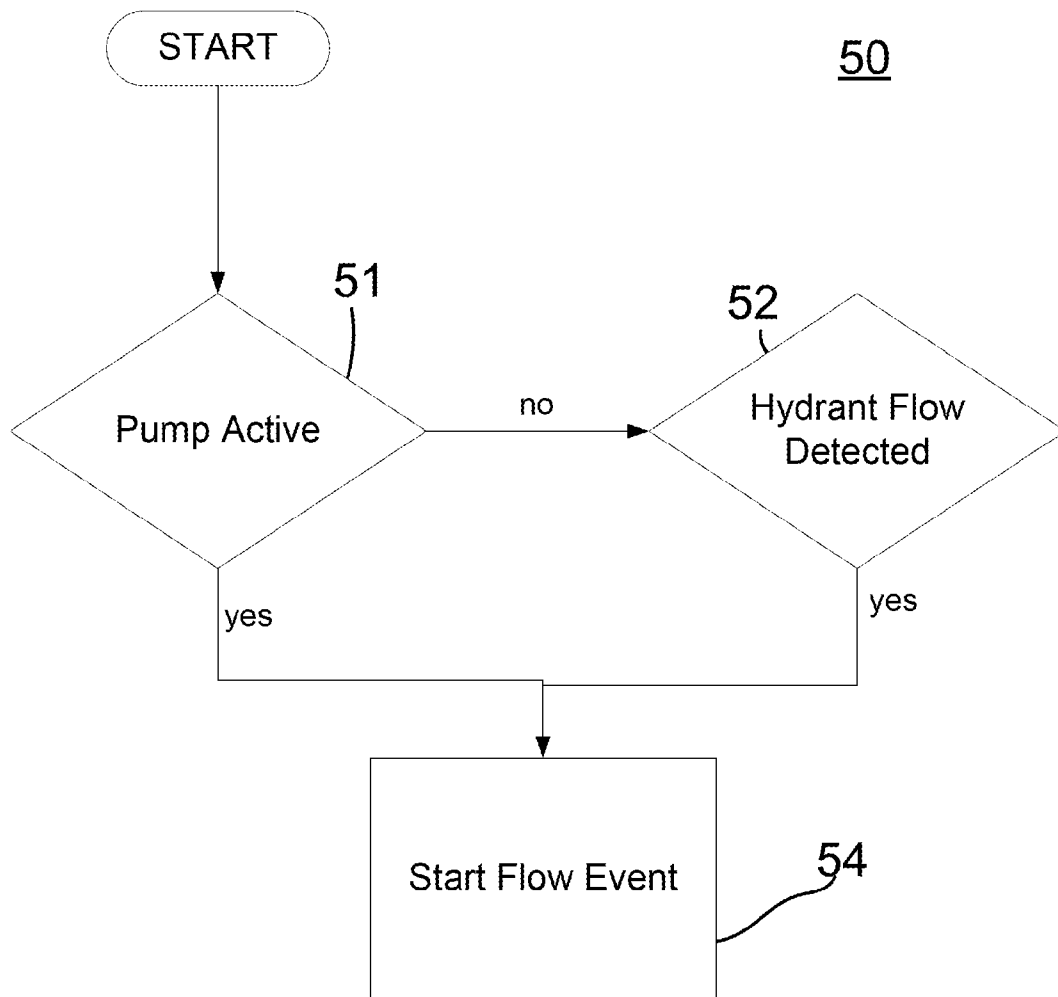 START
50
51
52
Pump Active
no
Hydrant Flow
Detected
yes
yes
Start Flow Event
54